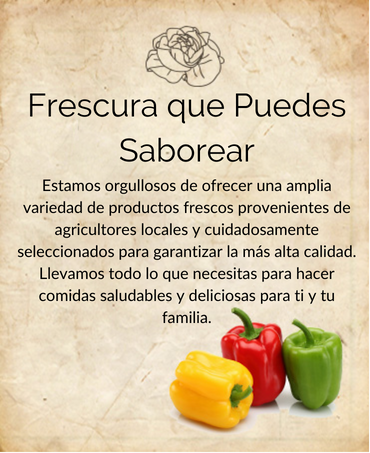 Frescura que Puedes
Saborear
Estamos orgullosos de ofrecer una amplia
variedad de productos frescos provenientes de
agricultores locales y cuidadosamente
seleccionados para garantizar la más alta calidad.
Llevamos todo lo que necesitas para hacer
comidas saludables y deliciosas para ti y tu
familia.